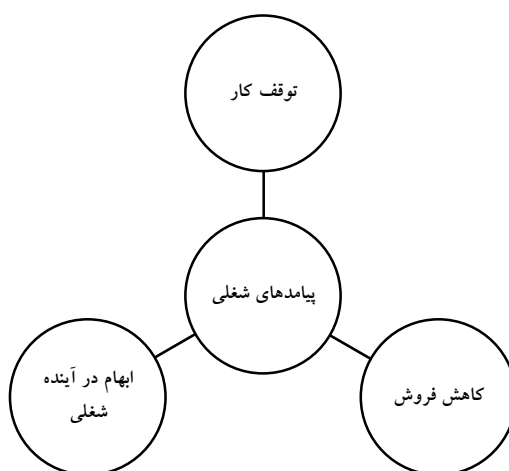 توقف کار
پیامدهای شغلی
ابهام در آینده
شغلی
کاهش فروش